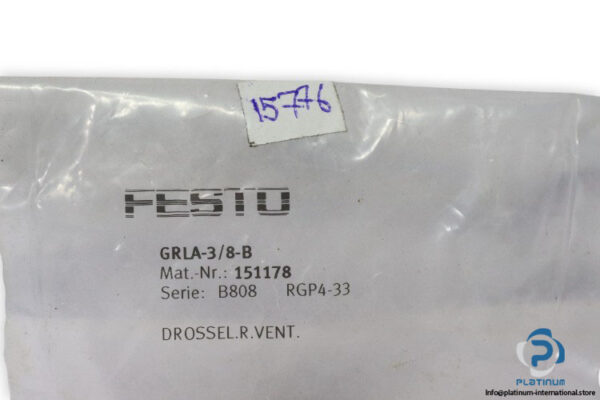 15776
FESTO
GRLA-3/8-B
Mat.-Nr.: 151178
Serie: B808 RGP4-33
DROSSEL.R.VENT.
PLATINUM
Info@platinum-international.store